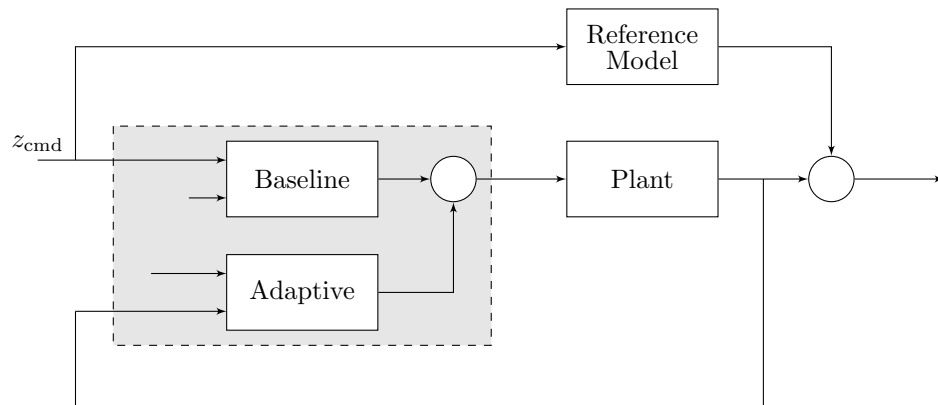 Reference
Model
z_cmd
Baseline
Plant
Adaptive